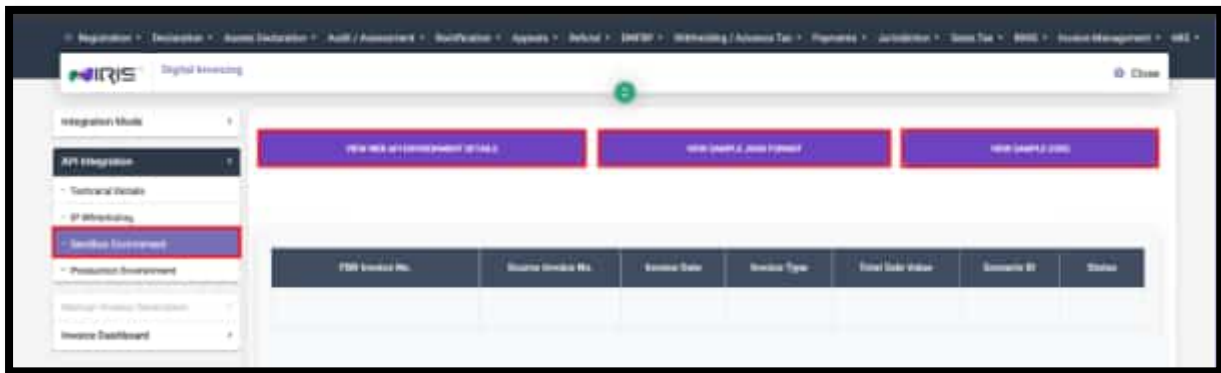 Registration Declaration Assets Declaration Audit / Assessment Rectification Appeals Refund Withholding / Advance Tax Payments Jurisdiction Sales Tax Invoice Management
IRIS Digital Invoicing Close
Integration Mode
API Integration
VIEW WEB API ENVIRONMENT DETAILS VIEW SAMPLE JSON FORMAT VIEW SAMPLE CODE
- Technical Details
- IP Whitelisting
- Sandbox Environment
- Production Environment
FBR Invoice No. Source Invoice No. Invoice Date Invoice Type Total Sale Value Scenario ID Status
Invoice Dashboard